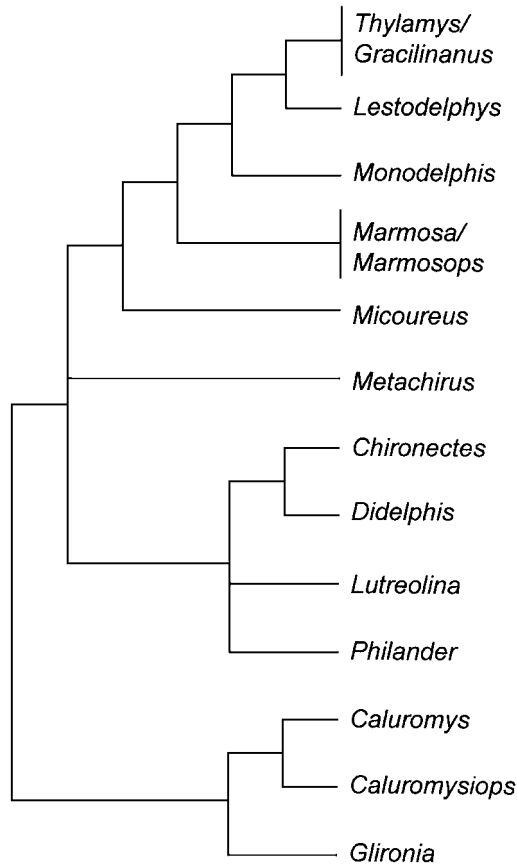 Thylamys/
Gracilinanus
Lestodelphys
Monodelphis
Marmosa/
Marmosops
Micoureus
Metachirus
Chironectes
Didelphis
Lutreolina
Philander
Caluromys
Caluromysiops
Glironia